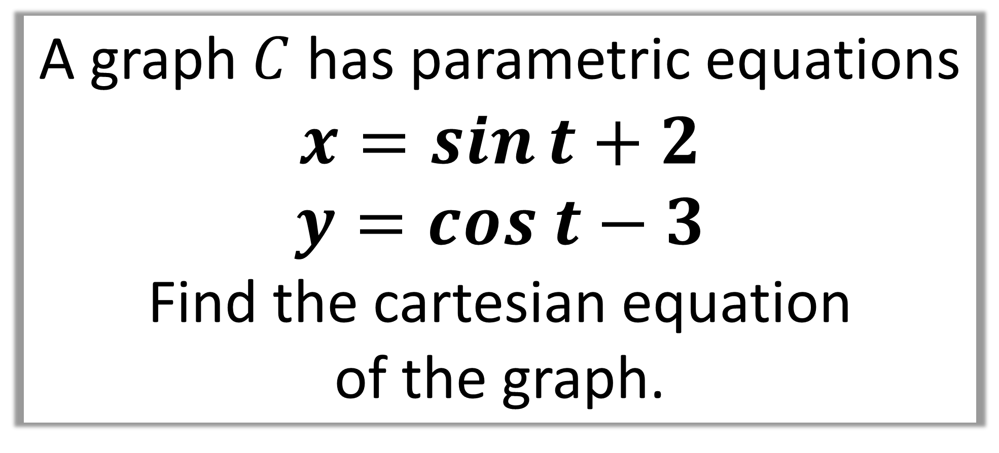 A graph C has parametric equations
x = sin t + 2
y = cos t − 3
Find the cartesian equation
of the graph.